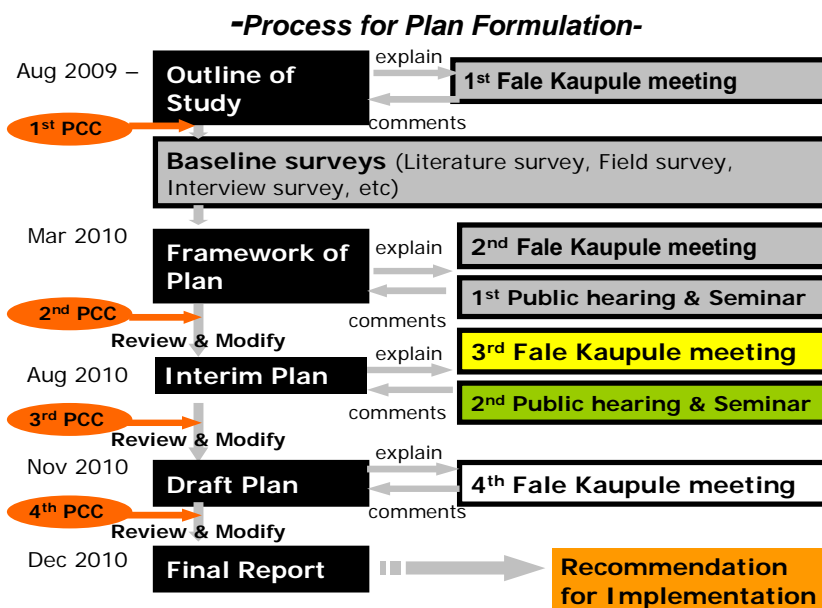 -Process for Plan Formulation-
Aug 2009 –
Outline of
Study
explain
comments
1st Fale Kaupule meeting
1st PCC
Baseline surveys (Literature survey, Field survey,
Interview survey, etc)
Mar 2010
Framework of
Plan
explain
comments
2nd Fale Kaupule meeting
1st Public hearing & Seminar
2nd PCC
Review & Modify
Aug 2010
Interim Plan
explain
comments
3rd Fale Kaupule meeting
2nd Public hearing & Seminar
3rd PCC
Review & Modify
Nov 2010
Draft Plan
explain
comments
4th Fale Kaupule meeting
4th PCC
Review & Modify
Dec 2010
Final Report
Recommendation
for Implementation